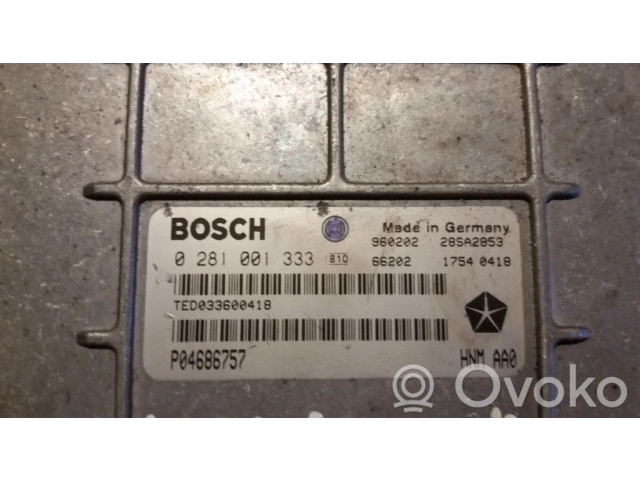 BOSCH
Made in Germany
960202 28SA2853
0 281 001 333 810
66202 1754 0418
TED033600418
P04686757
HNM AA0
Ovoko